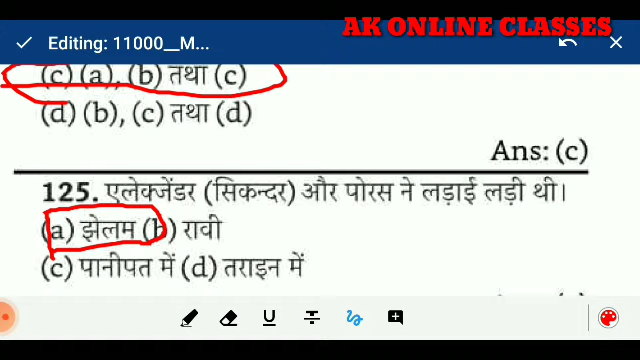 AK ONLINE CLASSES
Editing: 11000__M...
(c) (a), (b) तथा (c)
(d) (b), (c) तथा (d)
Ans: (c)
125. एलेक्जेंडर (सिकन्दर) और पोरस ने लड़ाई लड़ी थी।
(a) झेलम (b) रावी
(c) पानीपत में (d) तराइन में